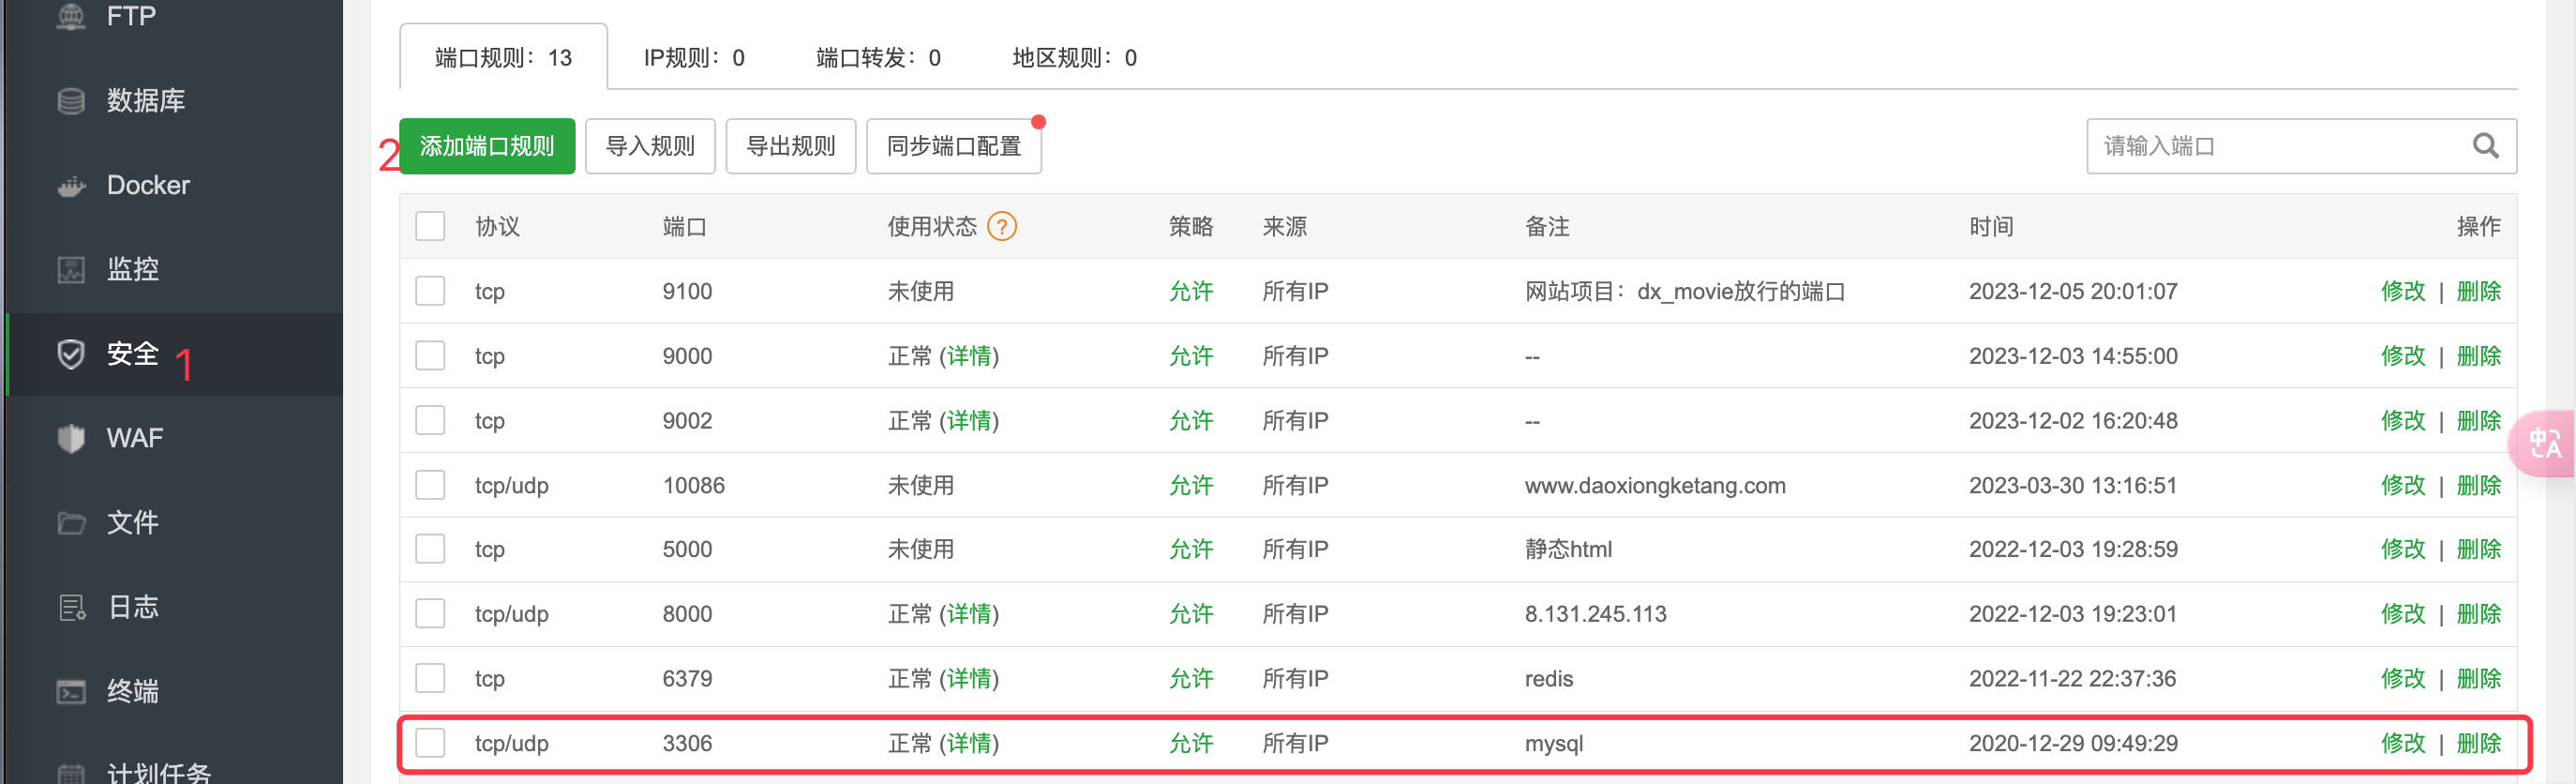 FTP
数据库
Docker
监控
安全 1
WAF
文件
日志
终端
计划任务
端口规则：13 IP规则：0 端口转发：0 地区规则：0
2 添加端口规则 导入规则 导出规则 同步端口配置 请输入端口
协议 端口 使用状态 ? 策略 来源 备注 时间 操作
tcp 9100 未使用 允许 所有IP 网站项目：dx_movie放行的端口 2023-12-05 20:01:07 修改 | 删除
tcp 9000 正常 (详情) 允许 所有IP -- 2023-12-03 14:55:00 修改 | 删除
tcp 9002 正常 (详情) 允许 所有IP -- 2023-12-02 16:20:48 修改 | 删除
tcp/udp 10086 未使用 允许 所有IP www.daoxiongketang.com 2023-03-30 13:16:51 修改 | 删除
tcp 5000 未使用 允许 所有IP 静态html 2022-12-03 19:28:59 修改 | 删除
tcp/udp 8000 正常 (详情) 允许 所有IP 8.131.245.113 2022-12-03 19:23:01 修改 | 删除
tcp 6379 正常 (详情) 允许 所有IP redis 2022-11-22 22:37:36 修改 | 删除
tcp/udp 3306 正常 (详情) 允许 所有IP mysql 2020-12-29 09:49:29 修改 | 删除
中A